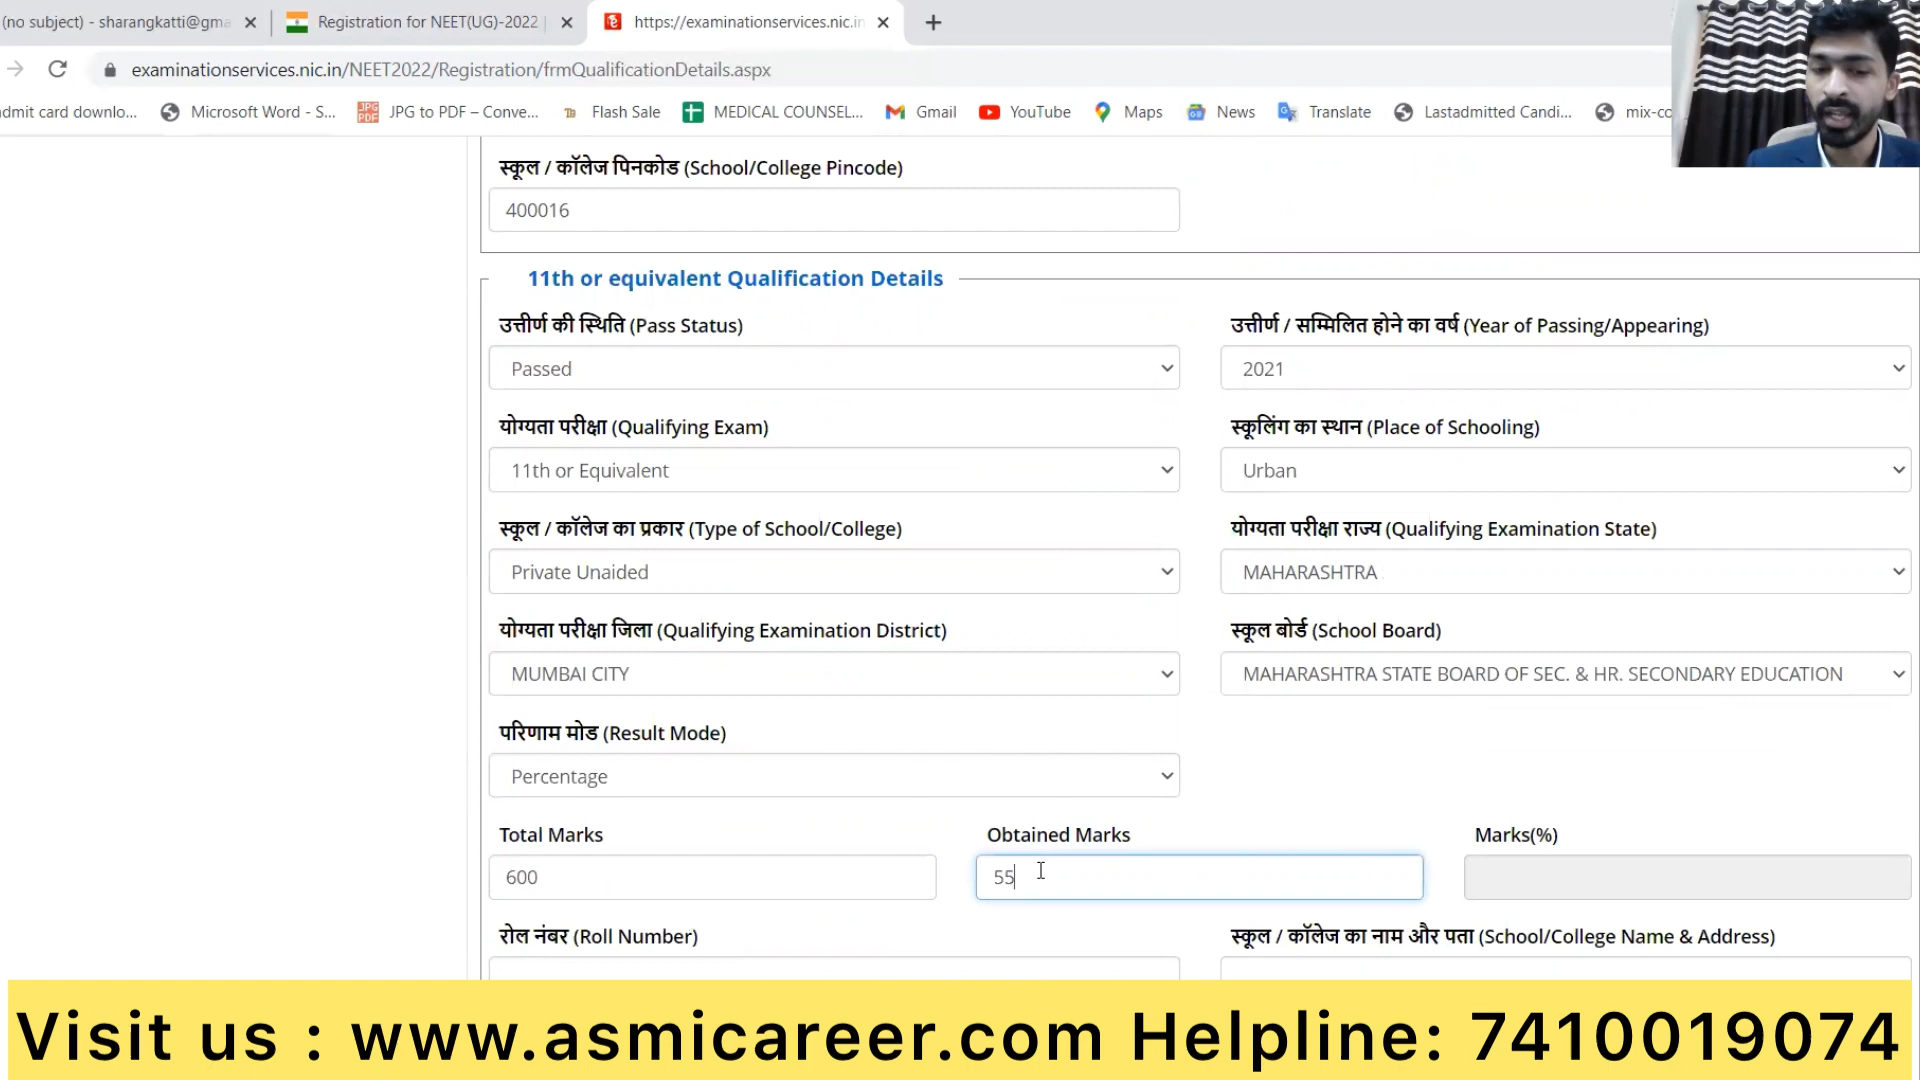 (no subject) - sharangkatti@gma
Registration for NEET(UG)-2022
https://examinationservices.nic.in
examinationservices.nic.in/NEET2022/Registration/frmQualificationDetails.aspx
dmit card downlo...
Microsoft Word - S...
JPG to PDF – Conve...
Flash Sale
MEDICAL COUNSEL...
Gmail
YouTube
Maps
News
Translate
Lastadmitted Candi...
mix-co
स्कूल / कॉलेज पिनकोड (School/College Pincode)
400016
11th or equivalent Qualification Details
उत्तीर्ण की स्थिति (Pass Status)
उत्तीर्ण / सम्मिलित होने का वर्ष (Year of Passing/Appearing)
Passed
2021
योग्यता परीक्षा (Qualifying Exam)
स्कूलिंग का स्थान (Place of Schooling)
11th or Equivalent
Urban
स्कूल / कॉलेज का प्रकार (Type of School/College)
योग्यता परीक्षा राज्य (Qualifying Examination State)
Private Unaided
MAHARASHTRA
योग्यता परीक्षा जिला (Qualifying Examination District)
स्कूल बोर्ड (School Board)
MUMBAI CITY
MAHARASHTRA STATE BOARD OF SEC. & HR. SECONDARY EDUCATION
परिणाम मोड (Result Mode)
Percentage
Total Marks
Obtained Marks
Marks(%)
600
55
रोल नंबर (Roll Number)
स्कूल / कॉलेज का नाम और पता (School/College Name & Address)
Visit us : www.asmicareer.com Helpline: 7410019074